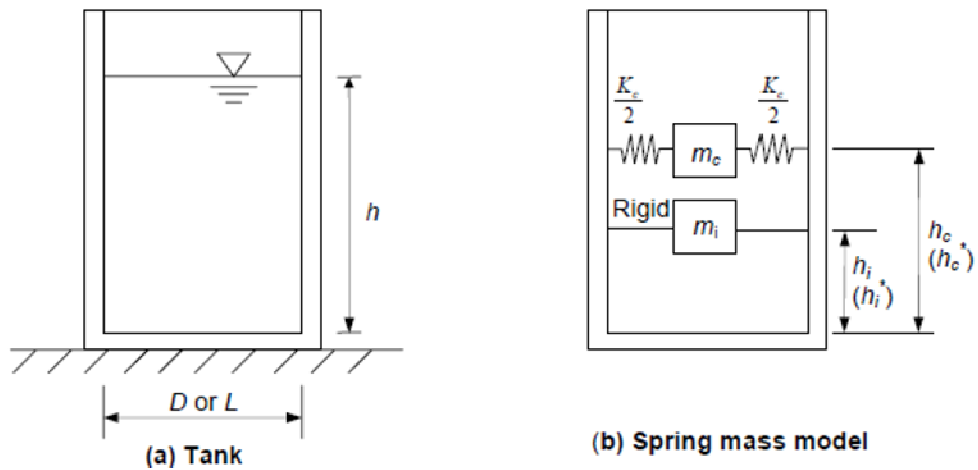 h
D or L
(a) Tank
K_c/2
K_c/2
m_c
Rigid
m_i
h_c
(h_c*)
h_i
(h_i*)
(b) Spring mass model